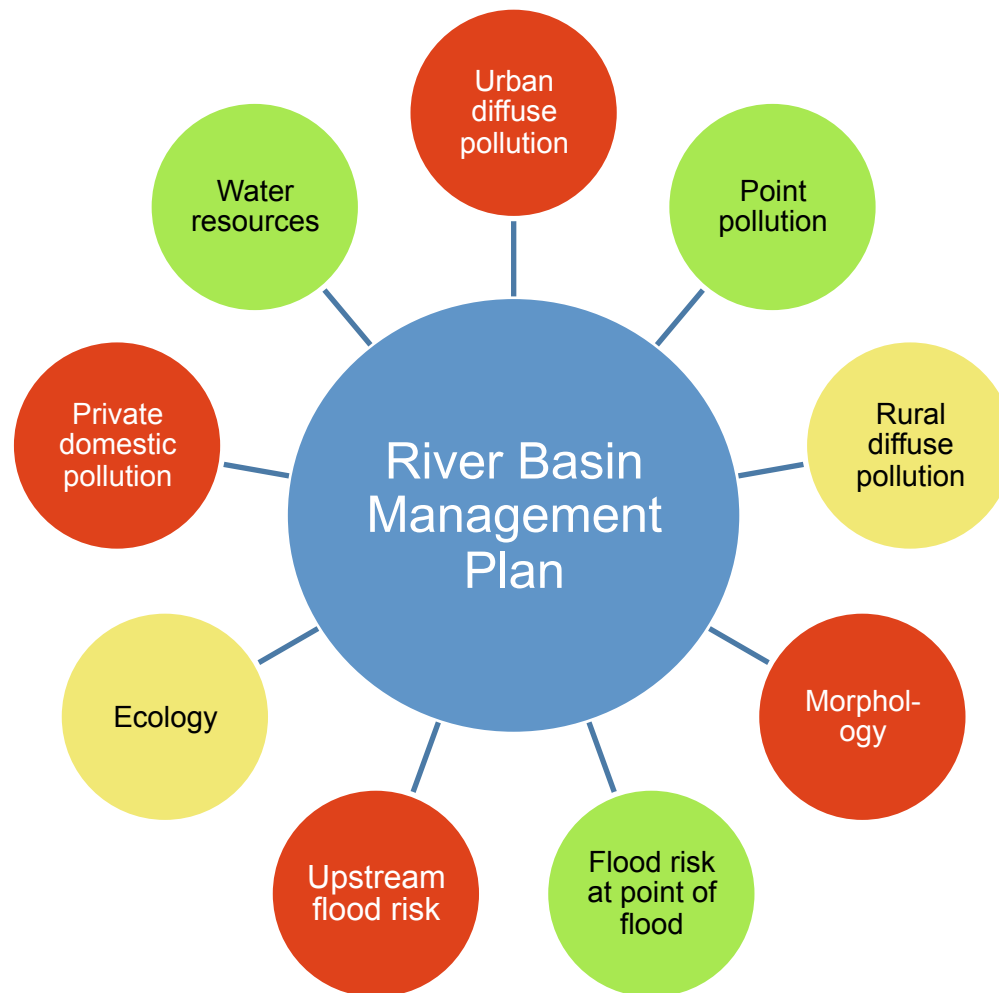 Urban
diffuse
pollution
Point
pollution
Rural
diffuse
pollution
Morphol-
ogy
Flood risk
at point of
flood
Upstream
flood risk
Ecology
Private
domestic
pollution
Water
resources
River Basin
Management
Plan